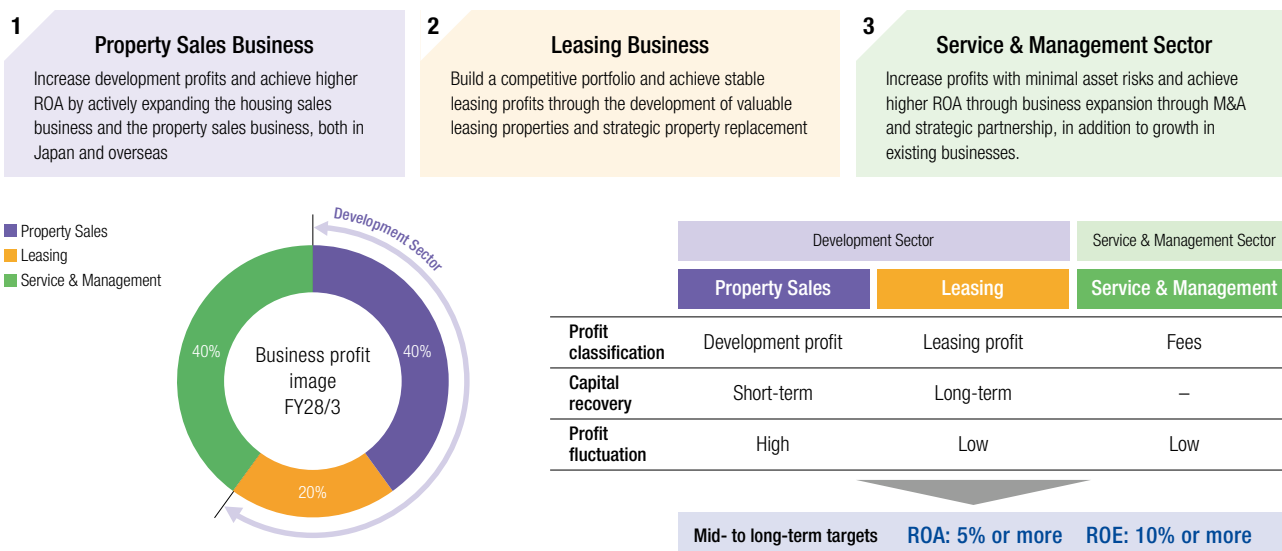 1
Property Sales Business
Increase development profits and achieve higher
ROA by actively expanding the housing sales
business and the property sales business, both in
Japan and overseas
2
Leasing Business
Build a competitive portfolio and achieve stable
leasing profits through the development of valuable
leasing properties and strategic property replacement
3
Service & Management Sector
Increase profits with minimal asset risks and achieve
higher ROA through business expansion through M&A
and strategic partnership, in addition to growth in
existing businesses.
Property Sales
Leasing
Service & Management
Development Sector
40%
40%
20%
Business profit
image
FY28/3
Development Sector
Service & Management Sector
Property Sales
Leasing
Service & Management
Profit
classification
Development profit
Leasing profit
Fees
Capital
recovery
Short-term
Long-term
–
Profit
fluctuation
High
Low
Low
Mid- to long-term targets
ROA: 5% or more
ROE: 10% or more